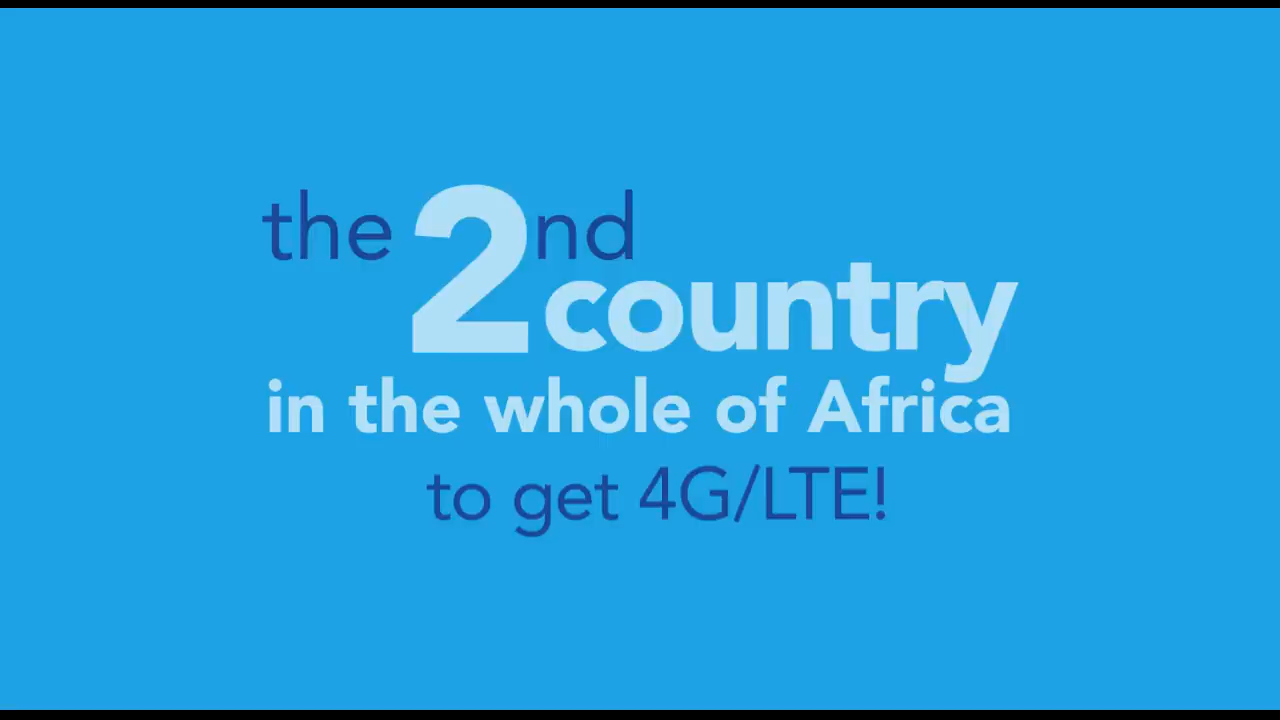 the 2nd
country
in the whole of Africa
to get 4G/LTE!